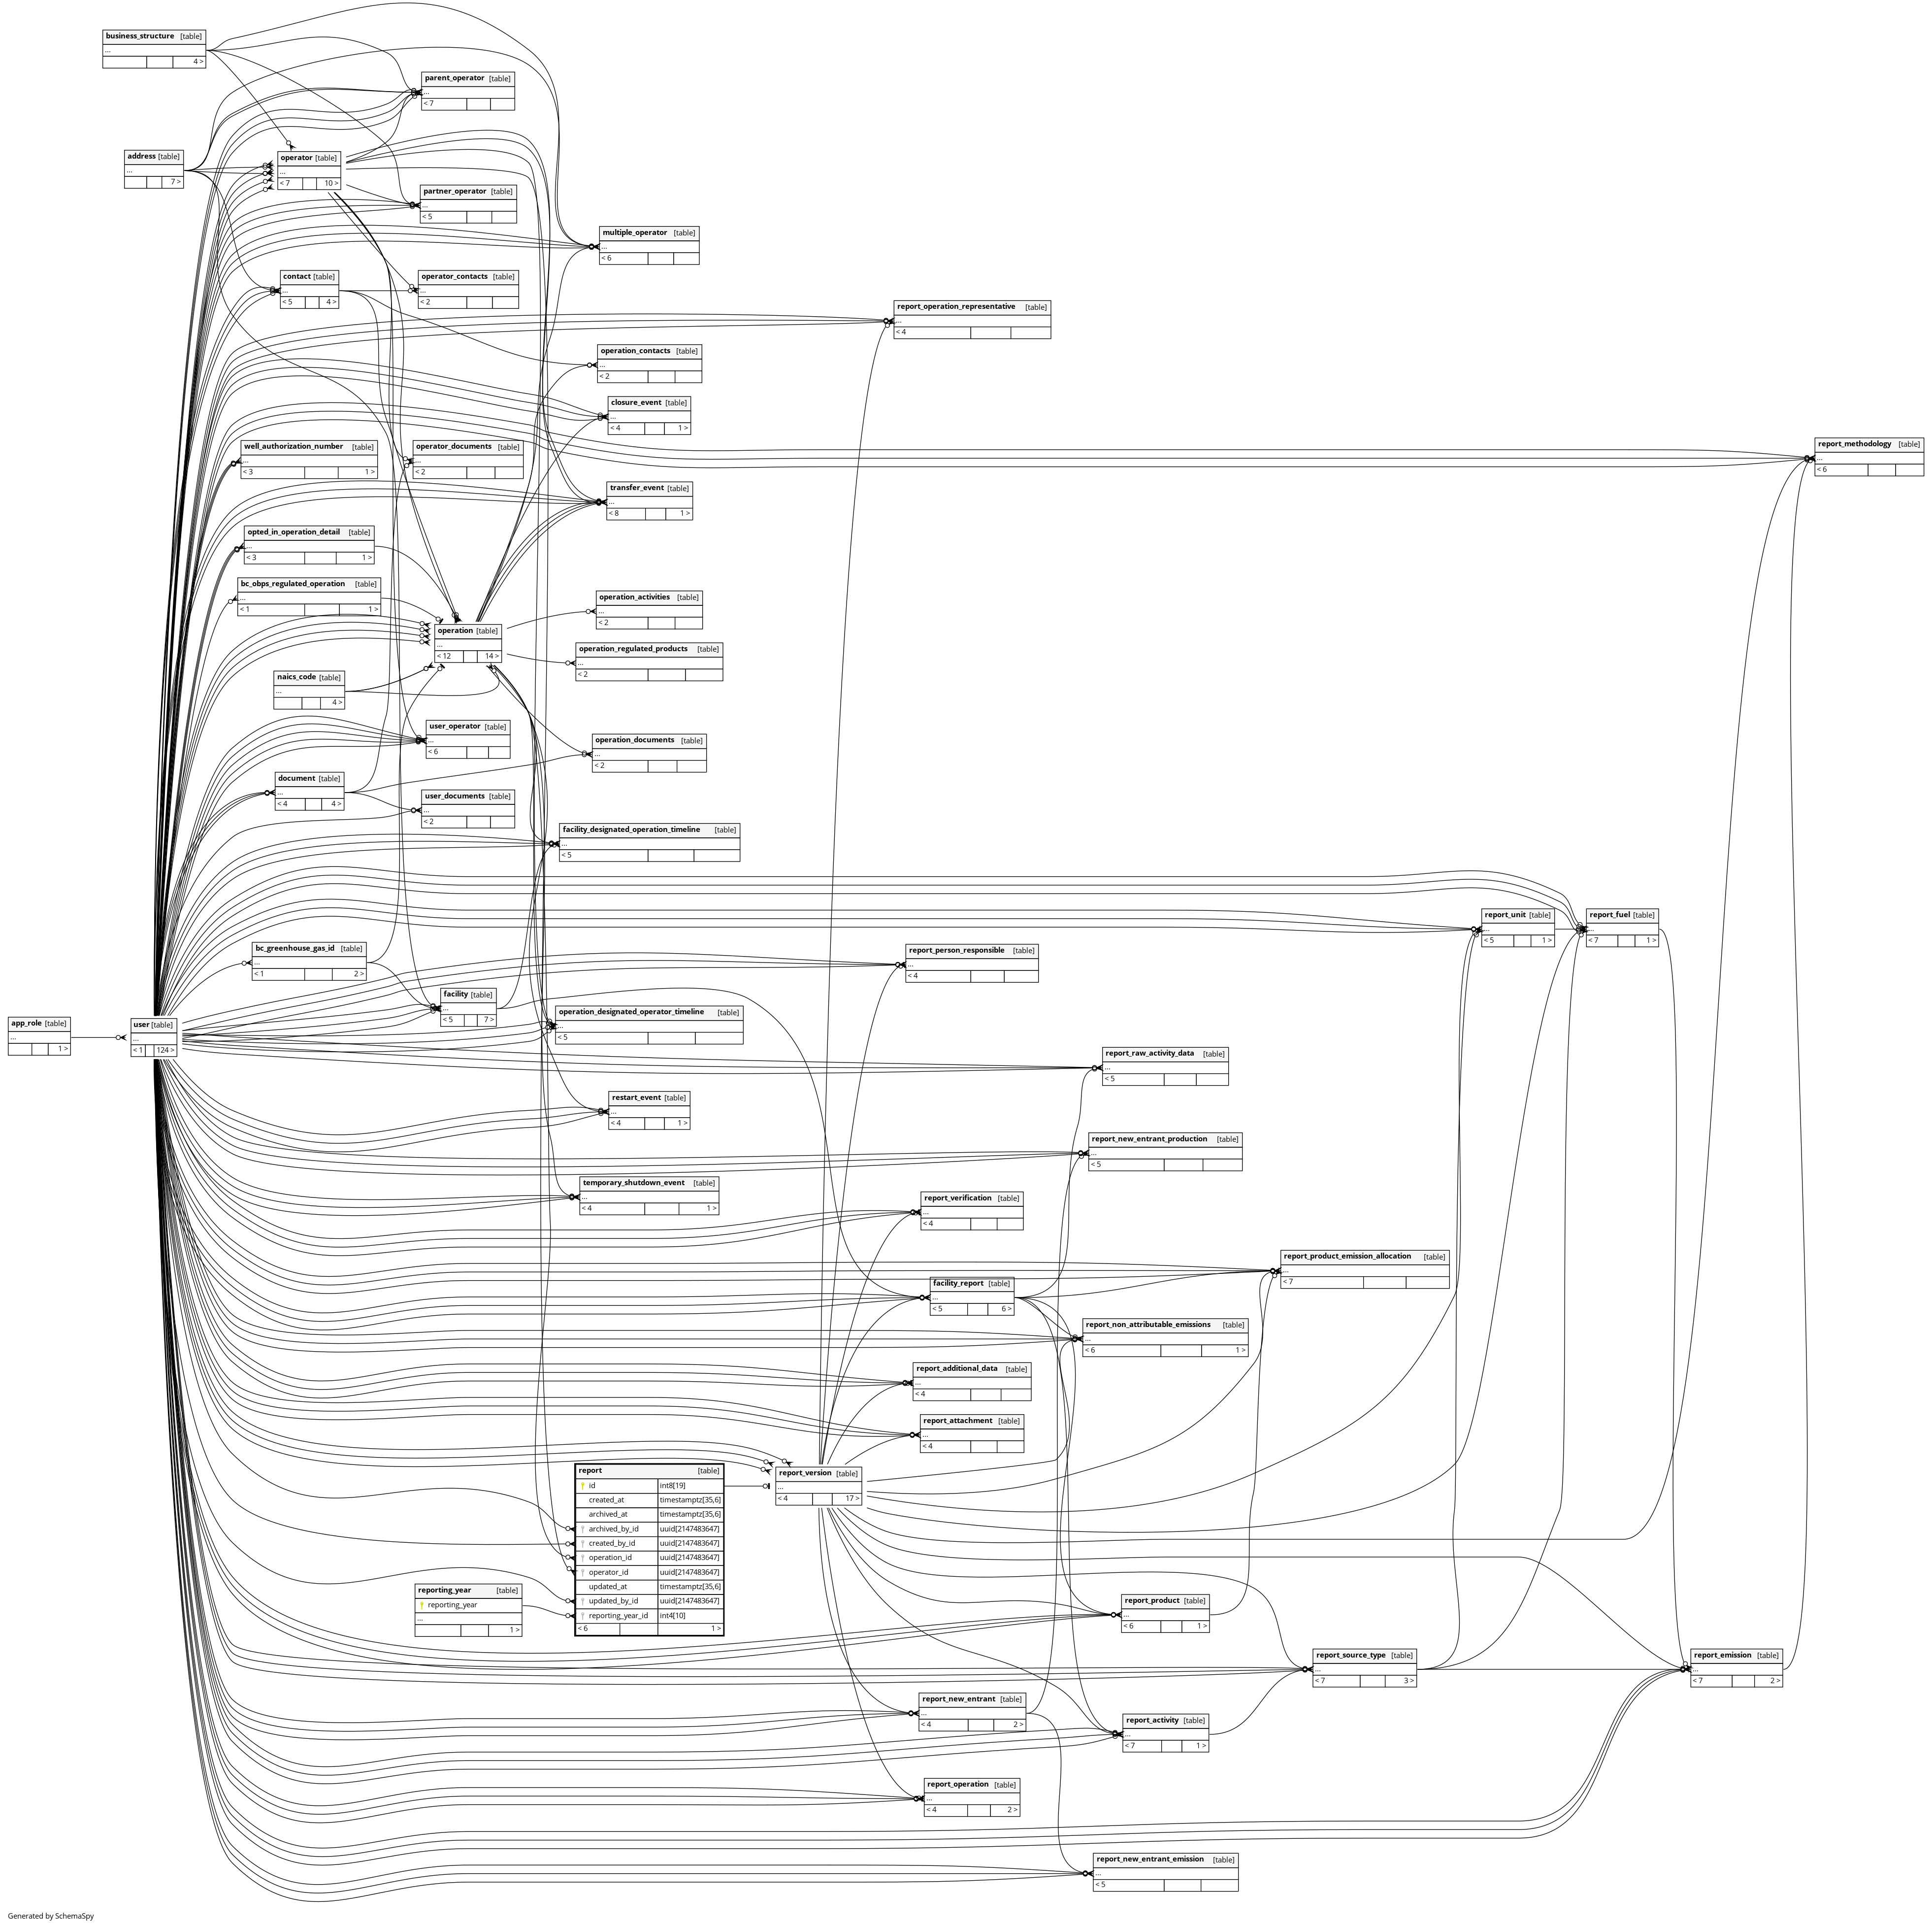 business_structure [table]
...
4 >
parent_operator [table]
...
< 7
address [table]
...
7 >
operator [table]
...
< 7 10 >
partner_operator [table]
...
< 5
multiple_operator [table]
...
< 6
contact [table]
...
< 5 4 >
operator_contacts [table]
...
< 2
report_operation_representative [table]
...
< 4
operation_contacts [table]
...
< 2
closure_event [table]
...
< 4 1 >
well_authorization_number [table]
...
< 3 1 >
operator_documents [table]
...
< 2
report_methodology [table]
...
< 6
transfer_event [table]
...
< 8 1 >
opted_in_operation_detail [table]
...
< 3 1 >
bc_obps_regulated_operation [table]
...
< 1 1 >
operation_activities [table]
...
< 2
operation [table]
...
< 12 14 >
operation_regulated_products [table]
...
< 2
naics_code [table]
...
4 >
user_operator [table]
...
< 6
operation_documents [table]
...
< 2
document [table]
...
< 4 4 >
user_documents [table]
...
< 2
facility_designated_operation_timeline [table]
...
< 5
report_unit [table]
...
< 5 1 >
report_fuel [table]
...
< 7 1 >
bc_greenhouse_gas_id [table]
...
< 1 2 >
report_person_responsible [table]
...
< 4
facility [table]
...
< 5 7 >
operation_designated_operator_timeline [table]
...
< 5
app_role [table]
...
1 >
user [table]
...
< 1 124 >
report_raw_activity_data [table]
...
< 5
restart_event [table]
...
< 4 1 >
report_new_entrant_production [table]
...
< 5
temporary_shutdown_event [table]
...
< 4 1 >
report_verification [table]
...
< 4
report_product_emission_allocation [table]
...
< 7
facility_report [table]
...
< 5 6 >
report_non_attributable_emissions [table]
...
< 6 1 >
report_additional_data [table]
...
< 4
report_attachment [table]
...
< 4
report_version [table]
...
< 4 17 >
report [table]
id int8[19]
created_at timestamptz[35,6]
archived_at timestamptz[35,6]
archived_by_id uuid[2147483647]
created_by_id uuid[2147483647]
operation_id uuid[2147483647]
operator_id uuid[2147483647]
updated_at timestamptz[35,6]
updated_by_id uuid[2147483647]
reporting_year_id int4[10]
< 6 1 >
reporting_year [table]
reporting_year
...
1 >
report_product [table]
...
< 6 1 >
report_source_type [table]
...
< 7 3 >
report_emission [table]
...
< 7 2 >
report_new_entrant [table]
...
< 4 2 >
report_activity [table]
...
< 7 1 >
report_operation [table]
...
< 4 2 >
report_new_entrant_emission [table]
...
< 5
Generated by SchemaSpy